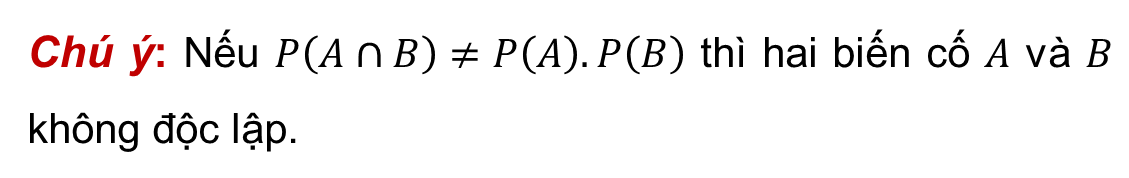 Chú ý: Nếu P(A ∩ B) ≠ P(A). P(B) thì hai biến cố A và B
không độc lập.